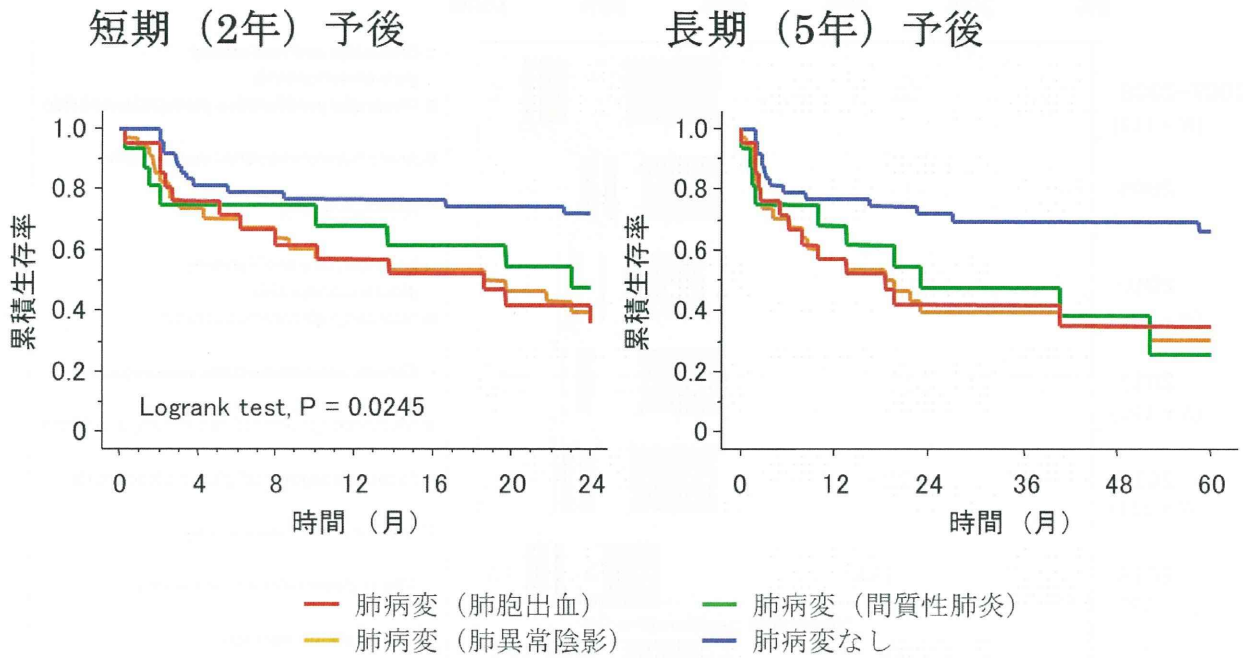 短期（2年）予後
長期（5年）予後
累積生存率
1.0
0.8
0.6
0.4
0.2
0
Logrank test, P = 0.0245
0 4 8 12 16 20 24
時間（月）
累積生存率
1.0
0.8
0.6
0.4
0.2
0
0 12 24 36 48 60
時間（月）
肺病変（肺胞出血）
肺病変（間質性肺炎）
肺病変（肺異常陰影）
肺病変なし